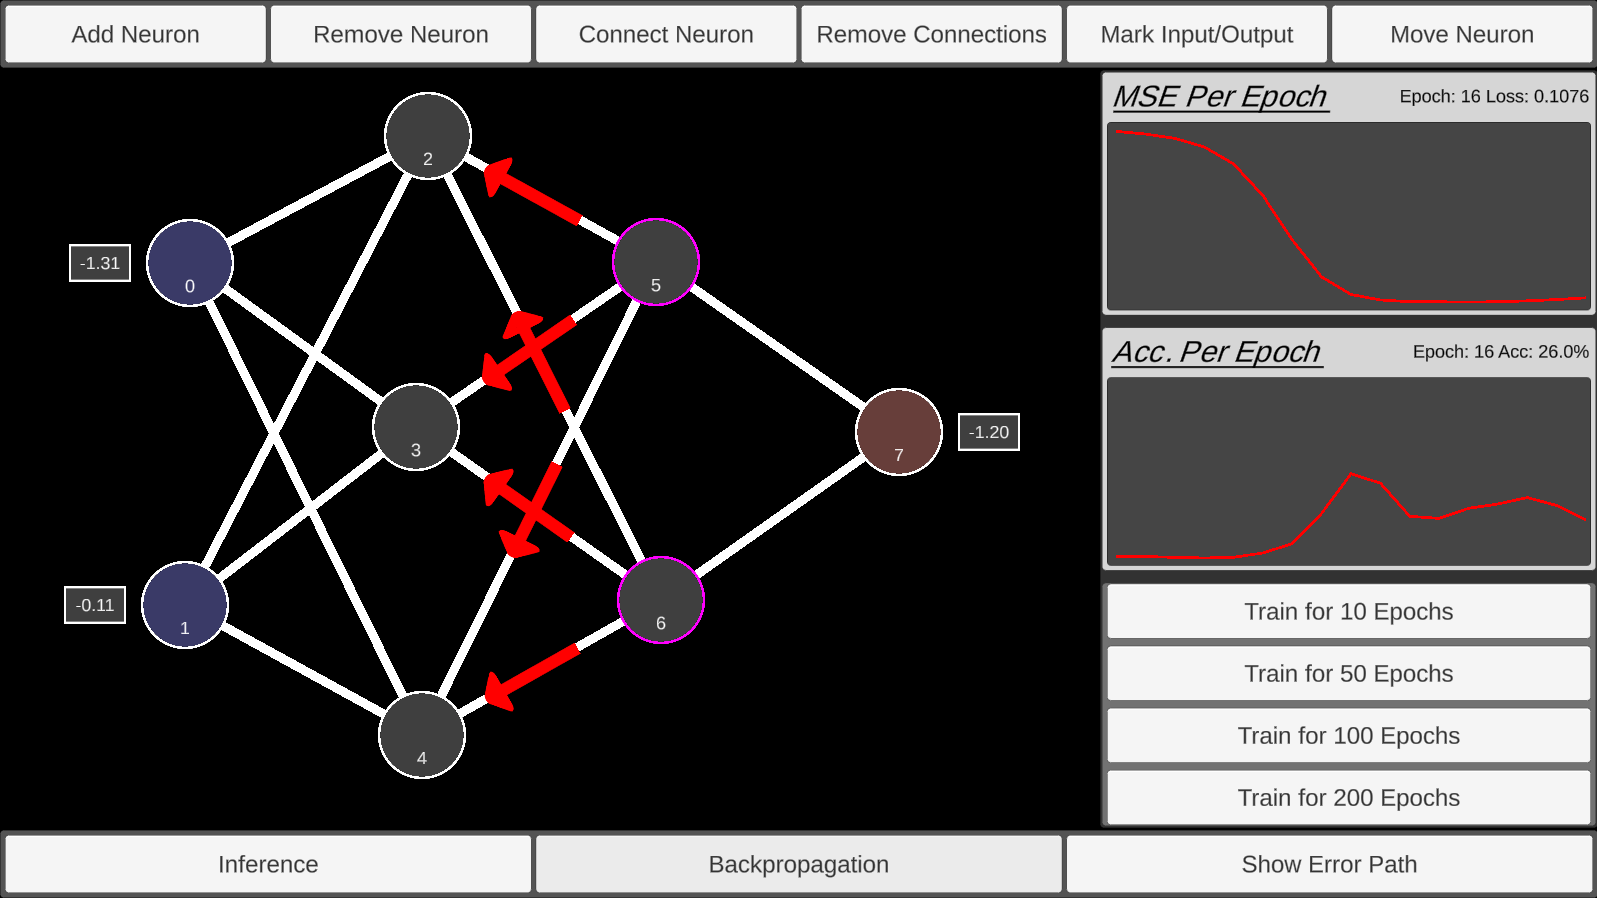 Add Neuron
Remove Neuron
Connect Neuron
Remove Connections
Mark Input/Output
Move Neuron
2
-1.31
0
5
3
7
-1.20
-0.11
1
6
4
MSE Per Epoch
Epoch: 16 Loss: 0.1076
Acc. Per Epoch
Epoch: 16 Acc: 26.0%
Train for 10 Epochs
Train for 50 Epochs
Train for 100 Epochs
Train for 200 Epochs
Inference
Backpropagation
Show Error Path